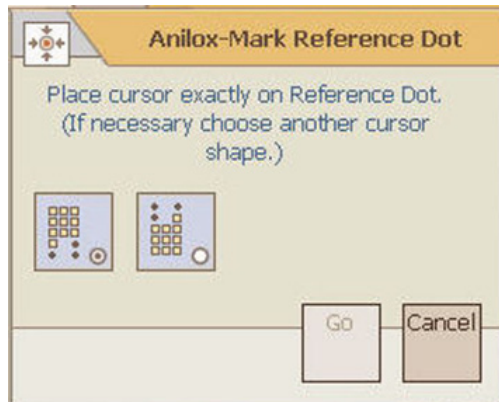 Anilox-Mark Reference Dot
Place cursor exactly on Reference Dot.
(If necessary choose another cursor
shape.)
Go
Cancel